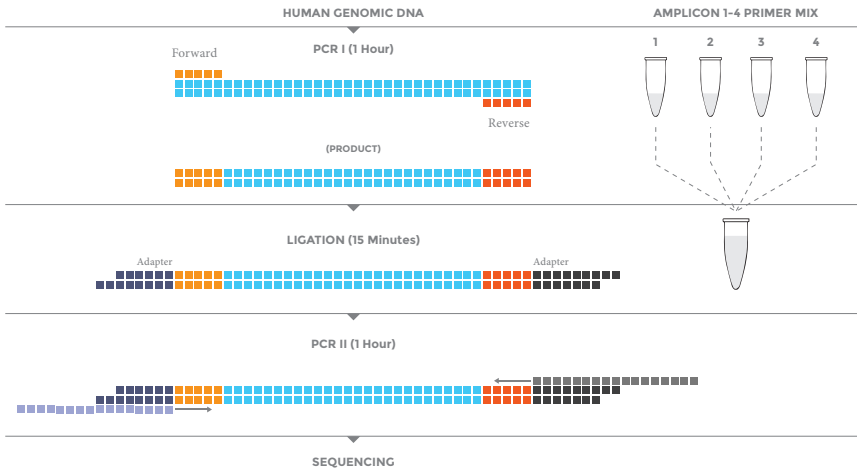 HUMAN GENOMIC DNA
AMPLICON 1-4 PRIMER MIX
PCR I (1 Hour)
1 2 3 4
Forward
Reverse
(PRODUCT)
LIGATION (15 Minutes)
Adapter
Adapter
PCR II (1 Hour)
SEQUENCING